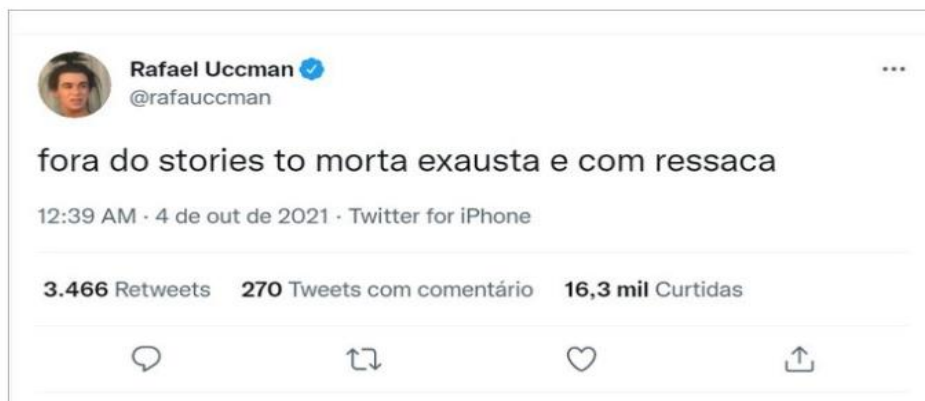 Rafael Uccman
@rafauccman
fora do stories to morta exausta e com ressaca
12:39 AM · 4 de out de 2021 · Twitter for iPhone
3.466 Retweets 270 Tweets com comentário 16,3 mil Curtidas